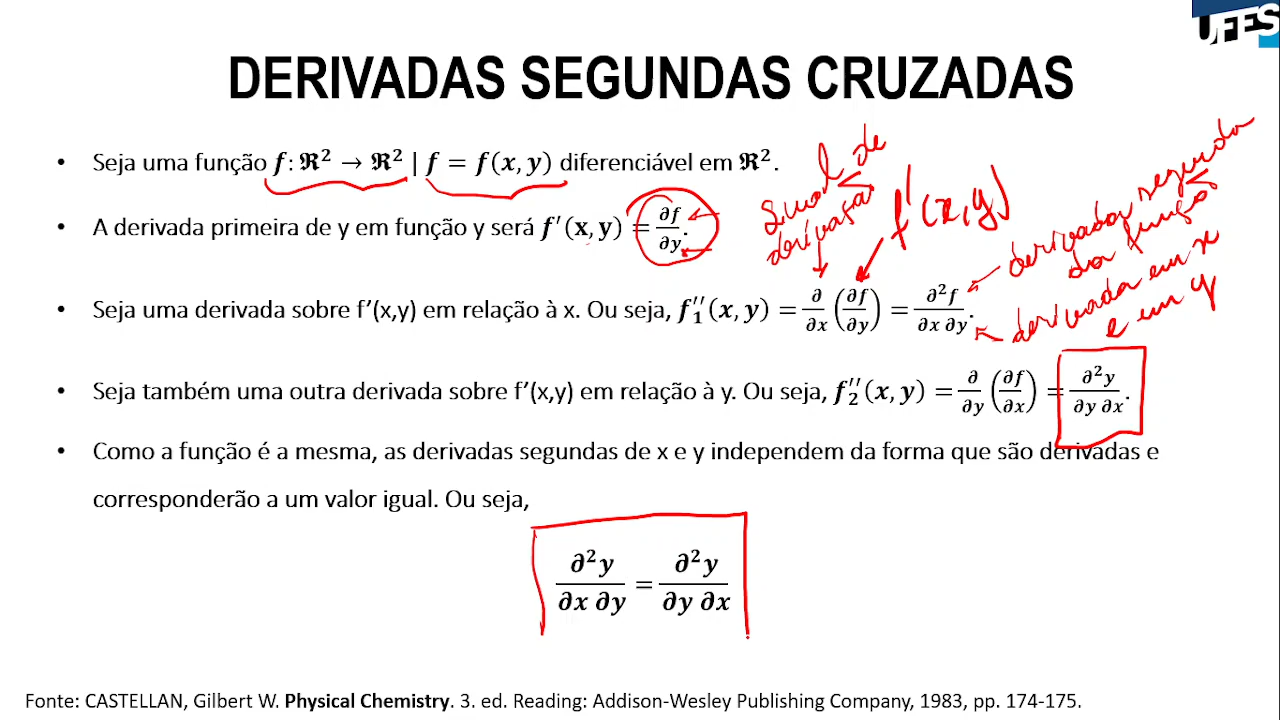 UFES
DERIVADAS SEGUNDAS CRUZADAS
• Seja uma função f: ℜ² → ℜ² | f = f(x, y) diferenciável em ℜ².
• A derivada primeira de y em função y será f′(x, y) = ∂f/∂y.
sinal de
derivação
f'(x,y)
derivada segunda
da função
• Seja uma derivada sobre f’(x,y) em relação à x. Ou seja, f₁′′(x, y) = ∂/∂x (∂f/∂y) = ∂²f/∂x ∂y.
derivada em x
e em y
• Seja também uma outra derivada sobre f’(x,y) em relação à y. Ou seja, f₂′′(x, y) = ∂/∂y (∂f/∂x) = ∂²y/∂y ∂x.
• Como a função é a mesma, as derivadas segundas de x e y independem da forma que são derivadas e
corresponderão a um valor igual. Ou seja,
∂²y/∂x ∂y = ∂²y/∂y ∂x
Fonte: CASTELLAN, Gilbert W. Physical Chemistry. 3. ed. Reading: Addison-Wesley Publishing Company, 1983, pp. 174-175.